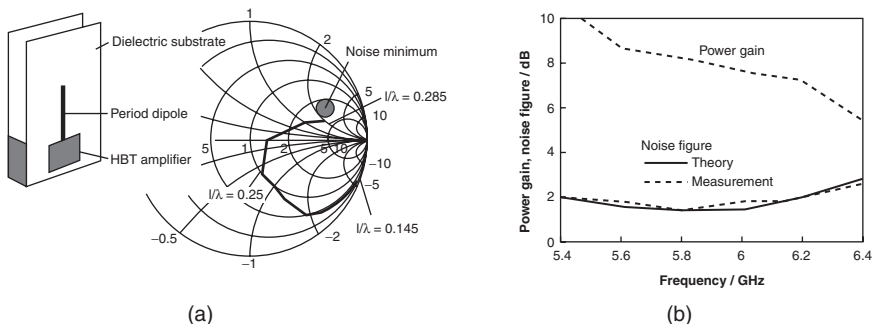 Dielectric substrate
Period dipole
HBT amplifier
1
2
Noise minimum
l/λ = 0.285
5
10
5
1
2
5
10
−10
−5
l/λ = 0.25
l/λ = 0.145
−0.5
−2
−1
(a)
Power gain, noise figure / dB
10
8
6
4
2
0
Power gain
Noise figure
Theory
Measurement
5.4
5.6
5.8
6
6.2
6.4
Frequency / GHz
(b)